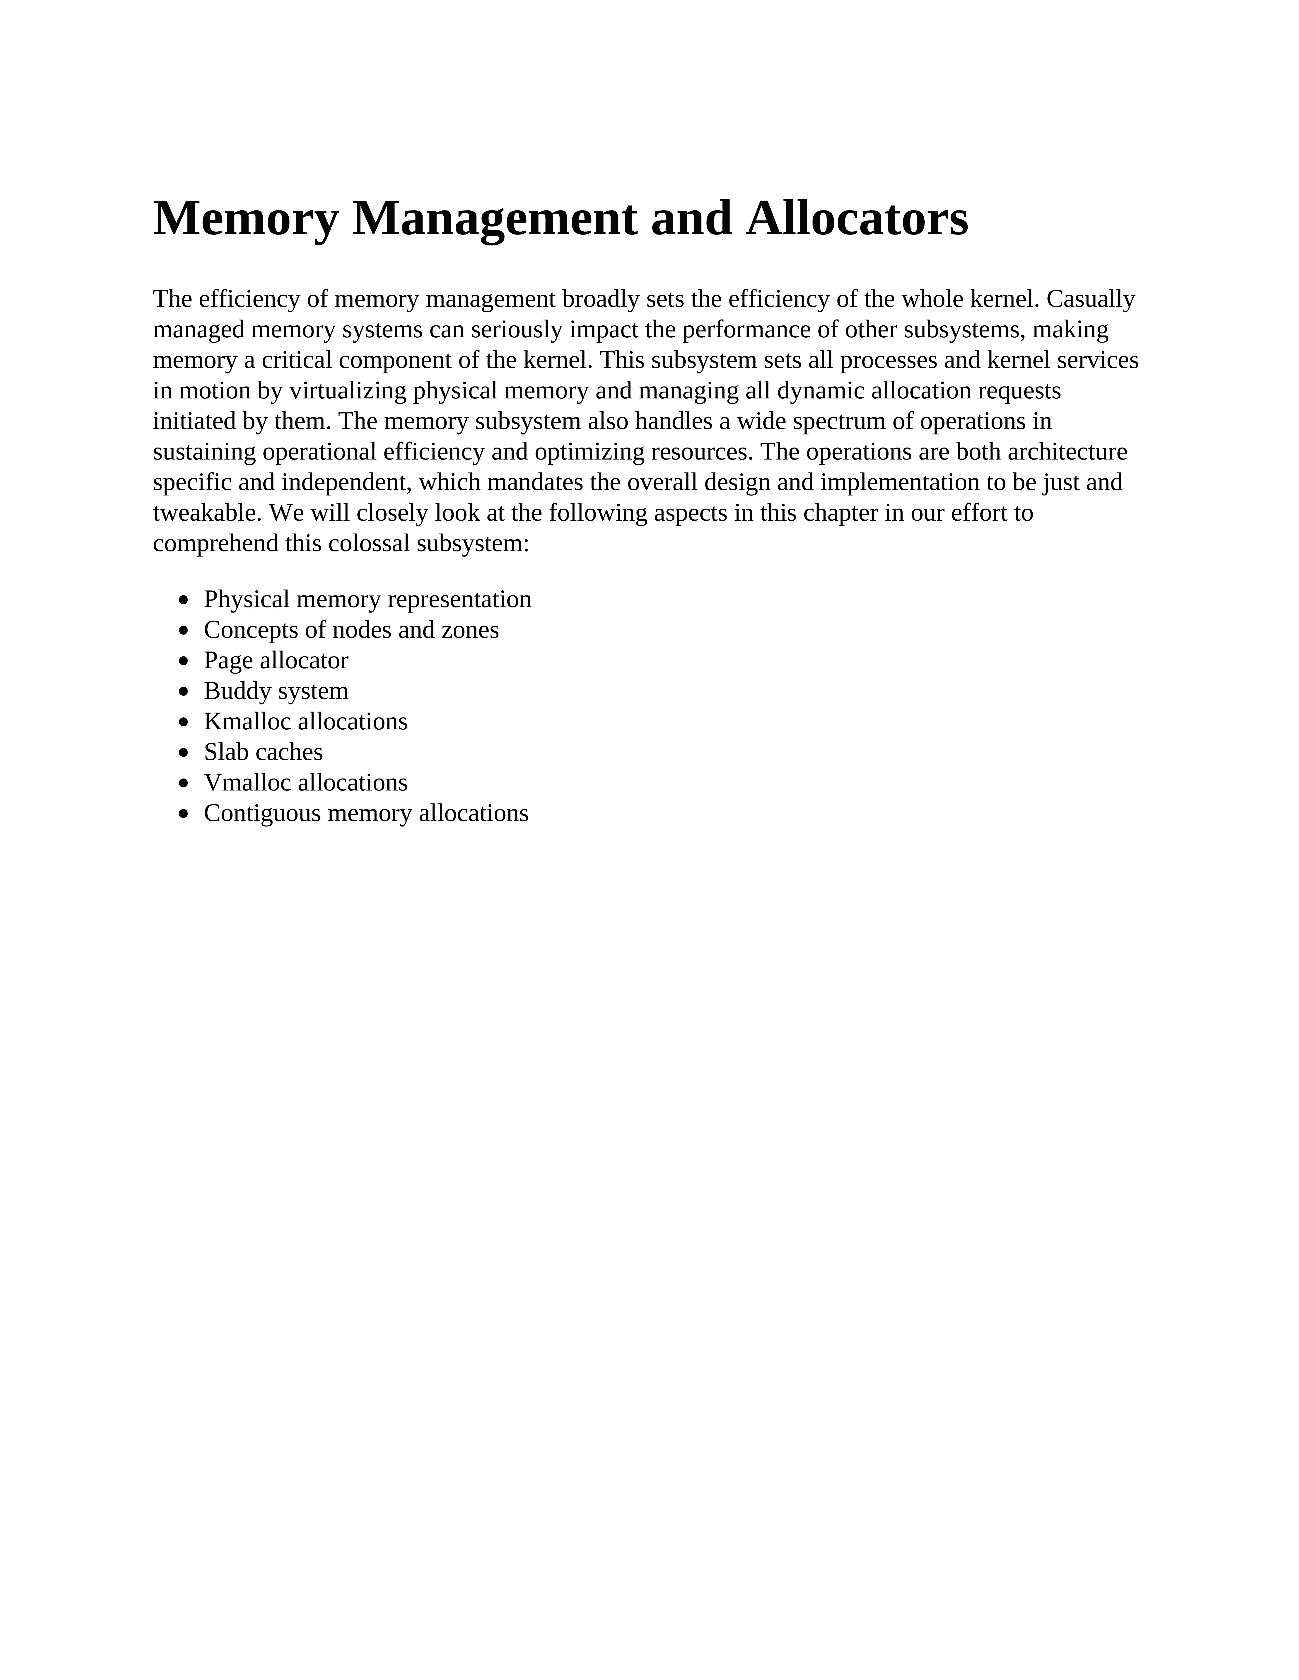 Memory Management and Allocators
The efficiency of memory management broadly sets the efficiency of the whole kernel. Casually
managed memory systems can seriously impact the performance of other subsystems, making
memory a critical component of the kernel. This subsystem sets all processes and kernel services
in motion by virtualizing physical memory and managing all dynamic allocation requests
initiated by them. The memory subsystem also handles a wide spectrum of operations in
sustaining operational efficiency and optimizing resources. The operations are both architecture
specific and independent, which mandates the overall design and implementation to be just and
tweakable. We will closely look at the following aspects in this chapter in our effort to
comprehend this colossal subsystem:
• Physical memory representation
• Concepts of nodes and zones
• Page allocator
• Buddy system
• Kmalloc allocations
• Slab caches
• Vmalloc allocations
• Contiguous memory allocations